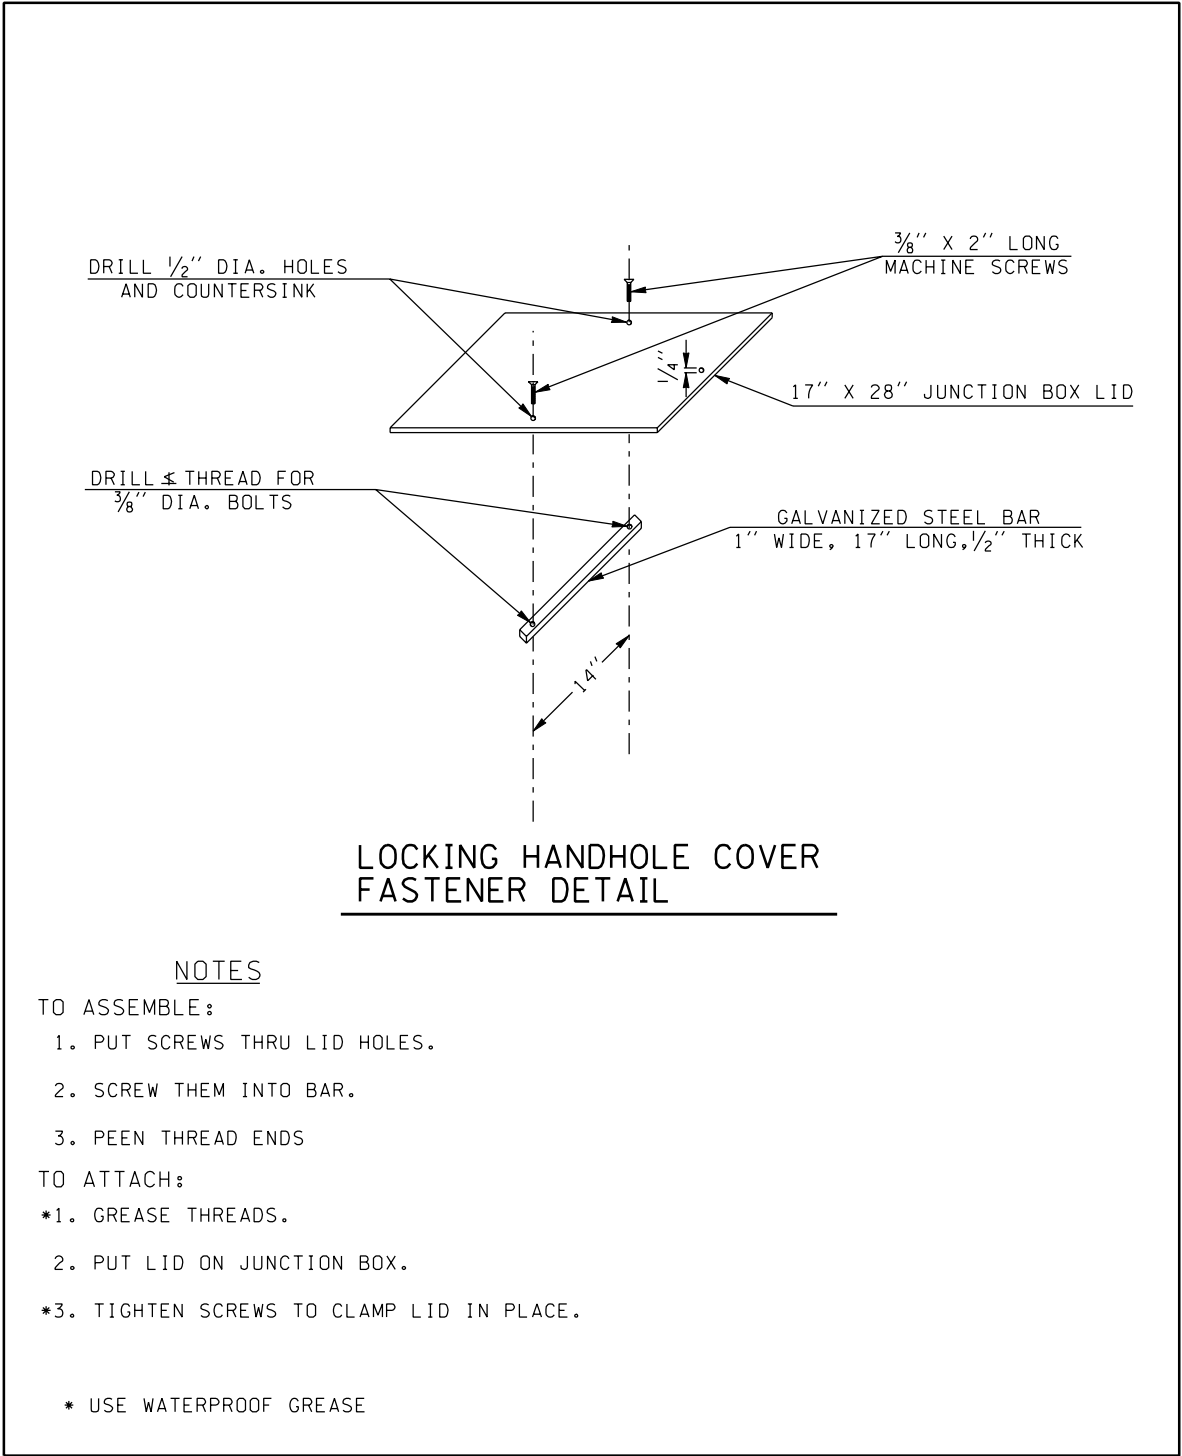 DRILL 1/2'' DIA. HOLES
AND COUNTERSINK
3/8'' X 2'' LONG
MACHINE SCREWS
1/4''
17'' X 28'' JUNCTION BOX LID
DRILL & THREAD FOR
3/8'' DIA. BOLTS
GALVANIZED STEEL BAR
1'' WIDE, 17'' LONG, 1/2'' THICK
14''
LOCKING HANDHOLE COVER
FASTENER DETAIL
NOTES
TO ASSEMBLE:
1. PUT SCREWS THRU LID HOLES.
2. SCREW THEM INTO BAR.
3. PEEN THREAD ENDS
TO ATTACH:
*1. GREASE THREADS.
2. PUT LID ON JUNCTION BOX.
*3. TIGHTEN SCREWS TO CLAMP LID IN PLACE.
* USE WATERPROOF GREASE